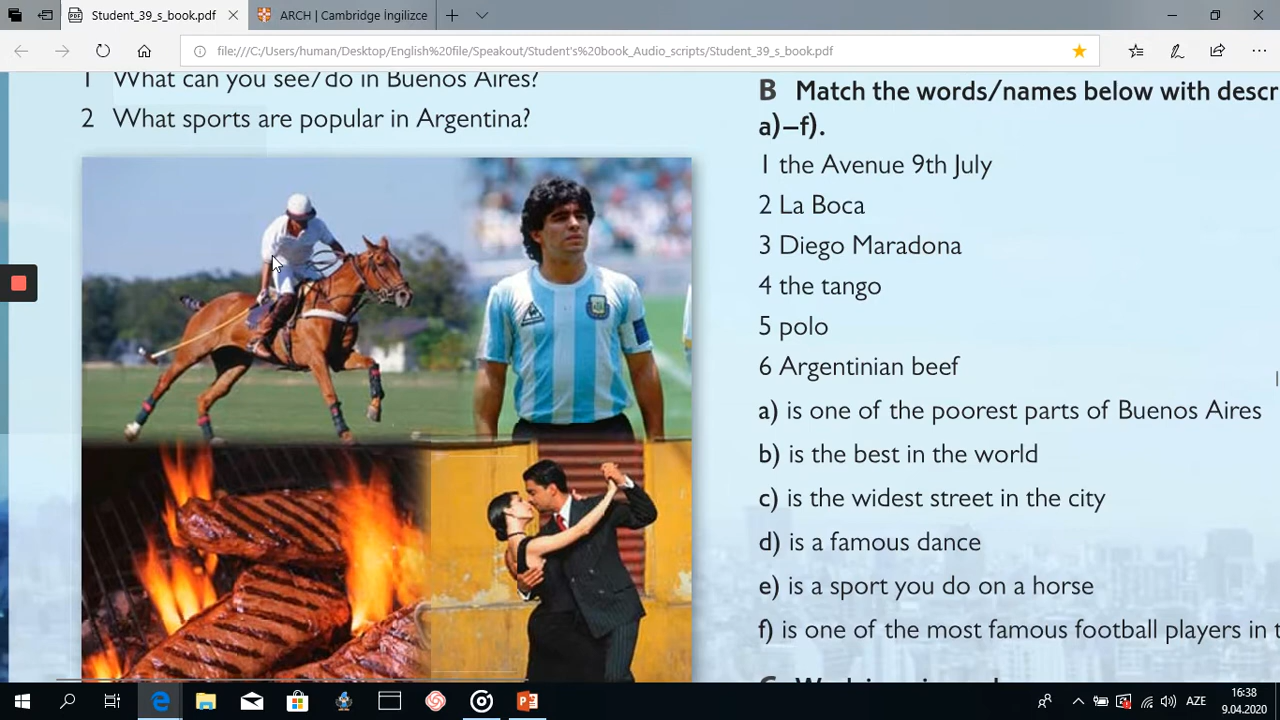 Student_39_s_book.pdf
ARCH | Cambridge İngilizce
file:///C:/Users/human/Desktop/English%20file/Speakout/Student's%20book_Audio_scripts/Student_39_s_book.pdf
1 What can you see/do in Buenos Aires?
2 What sports are popular in Argentina?
B Match the words/names below with descr
a)–f).
1 the Avenue 9th July
2 La Boca
3 Diego Maradona
4 the tango
5 polo
6 Argentinian beef
a) is one of the poorest parts of Buenos Aires
b) is the best in the world
c) is the widest street in the city
d) is a famous dance
e) is a sport you do on a horse
f) is one of the most famous football players in t
AZE
16:38
9.04.2020